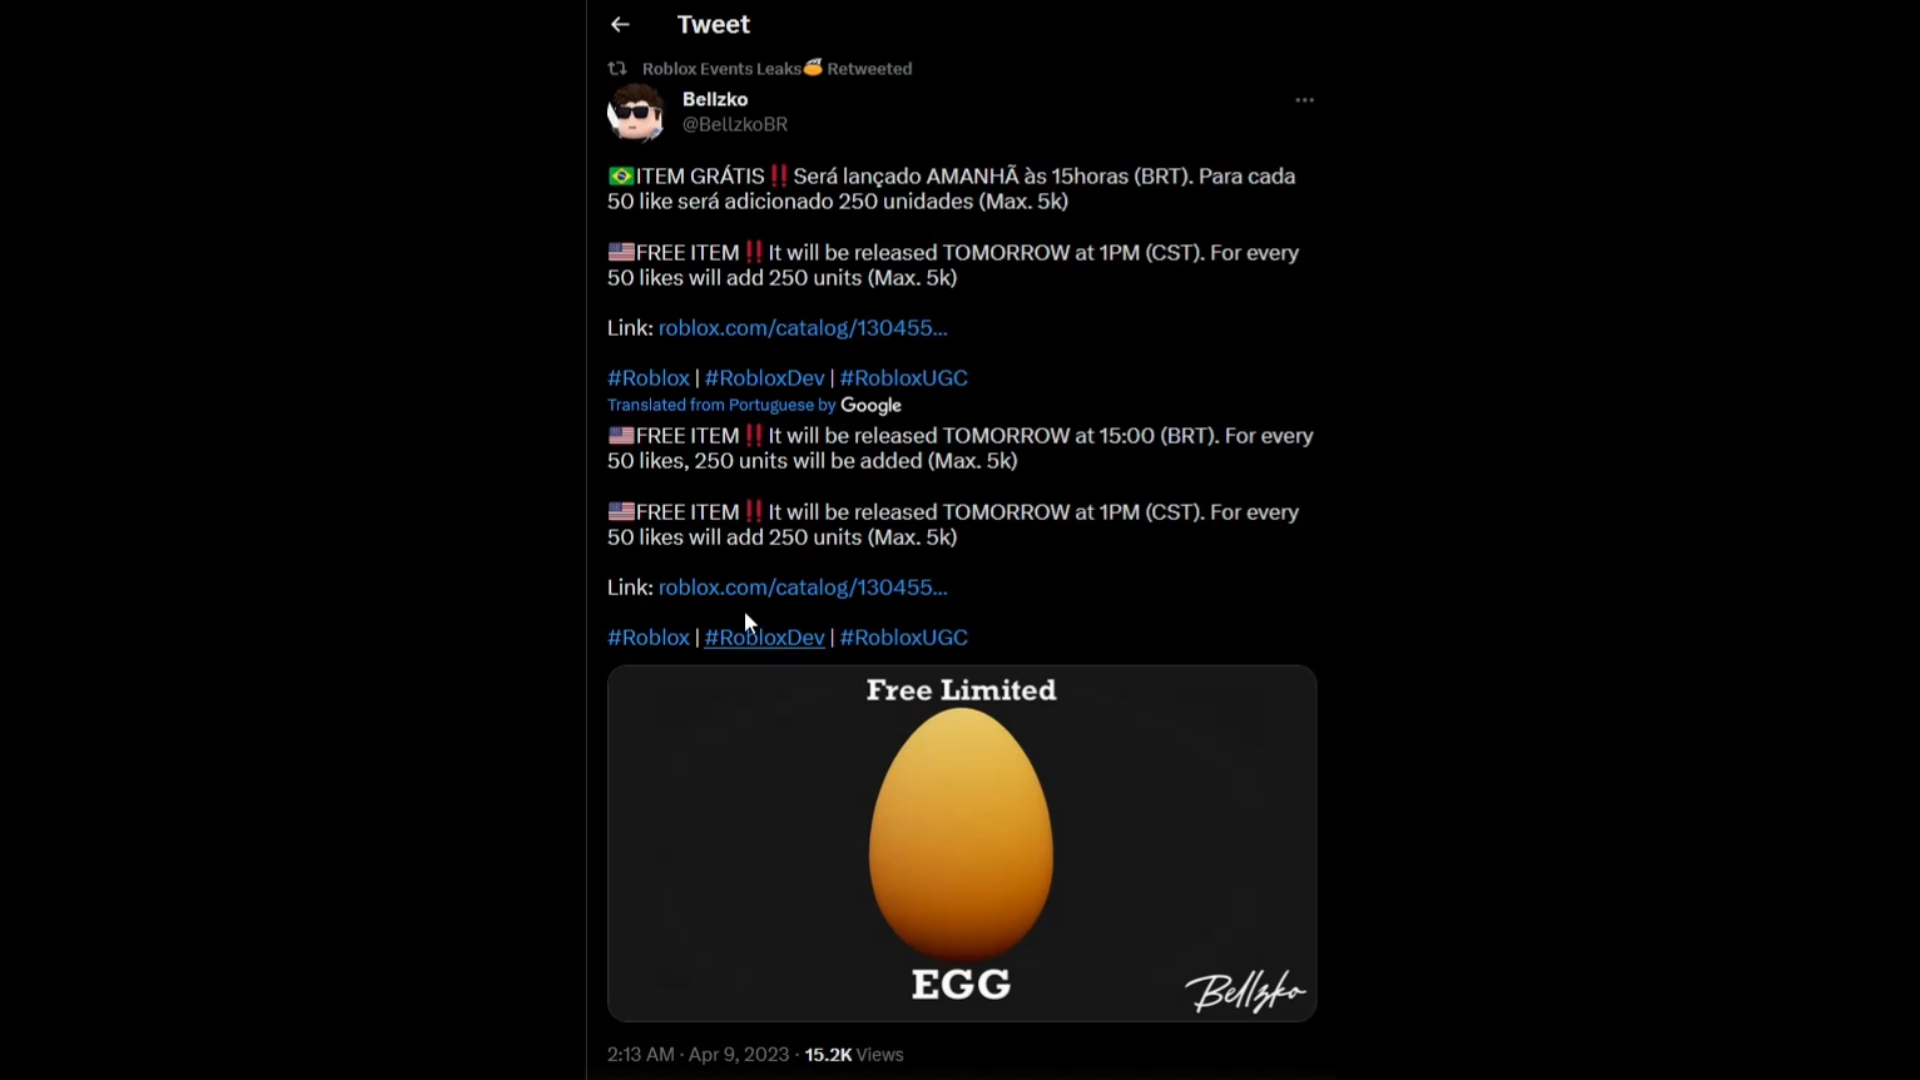 Tweet
Roblox Events Leaks Retweeted
Bellzko
@BellzkoBR
ITEM GRÁTIS‼️Será lançado AMANHÃ às 15horas (BRT). Para cada
50 like será adicionado 250 unidades (Max. 5k)
FREE ITEM‼️It will be released TOMORROW at 1PM (CST). For every
50 likes will add 250 units (Max. 5k)
Link: roblox.com/catalog/130455...
#Roblox | #RobloxDev | #RobloxUGC
Translated from Portuguese by Google
FREE ITEM‼️It will be released TOMORROW at 15:00 (BRT). For every
50 likes, 250 units will be added (Max. 5k)
FREE ITEM‼️It will be released TOMORROW at 1PM (CST). For every
50 likes will add 250 units (Max. 5k)
Link: roblox.com/catalog/130455...
#Roblox | #RobloxDev | #RobloxUGC
Free Limited
EGG
Bellzko
2:13 AM · Apr 9, 2023 · 15.2K Views